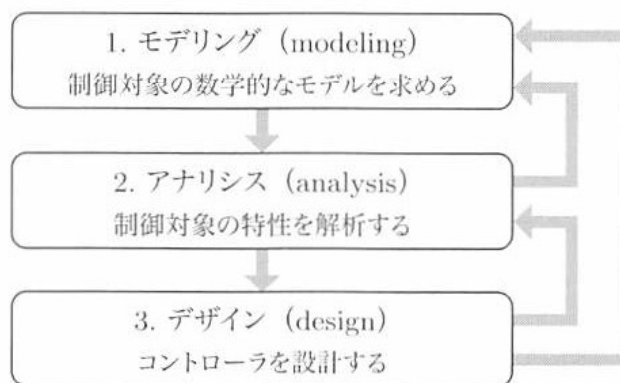 1. モデリング (modeling)
制御対象の数学的なモデルを求める
2. アナリシス (analysis)
制御対象の特性を解析する
3. デザイン (design)
コントローラを設計する